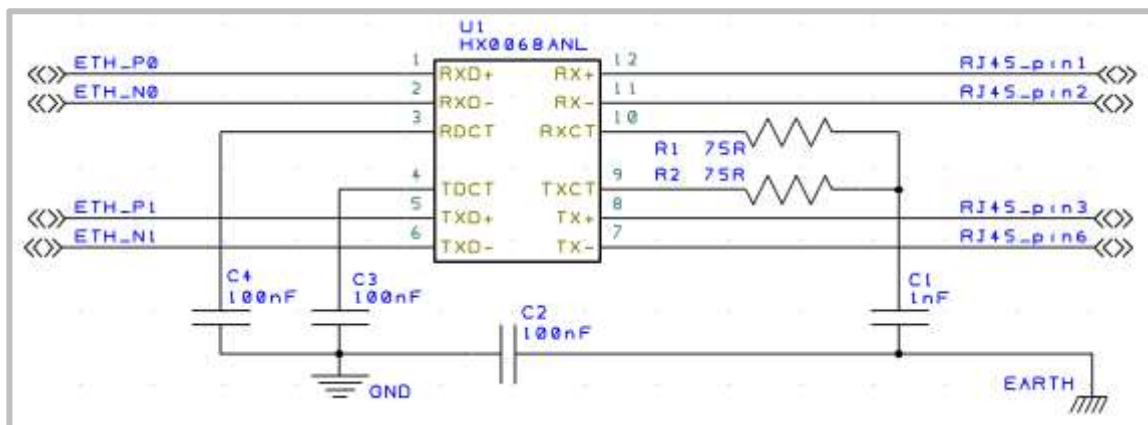 U1
HX0068ANL
ETH_P0 1 RXD+ RX+ 12 RJ45_pin1
ETH_N0 2 RXD- RX- 11 RJ45_pin2
3 RDCT RXCT 10
R1 75R
4 TDCT TXCT 9 R2 75R
ETH_P1 5 TXD+ TX+ 8 RJ45_pin3
ETH_N1 6 TXD- TX- 7 RJ45_pin6
C4 C3 C1
100nF 100nF 1nF
C2
100nF
GND EARTH